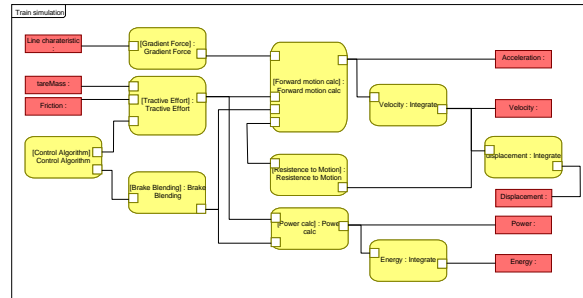 Train simulation
Line charateristic
:
[Gradient Force] :
Gradient Force
Acceleration :
tareMass :
Friction :
[Tractive Effort] :
Tractive Effort
[Forward motion calc] :
Forward motion calc
Velocity : Integrate
Velocity :
[Control Algorithm]
Control Algorithm
[Resistence to Motion] :
Resistence to Motion
Displacement : Integrate
[Brake Blending] : Brake
Blending
Displacement :
[Power calc] : Power
calc
Power :
Energy : Integrate
Energy :